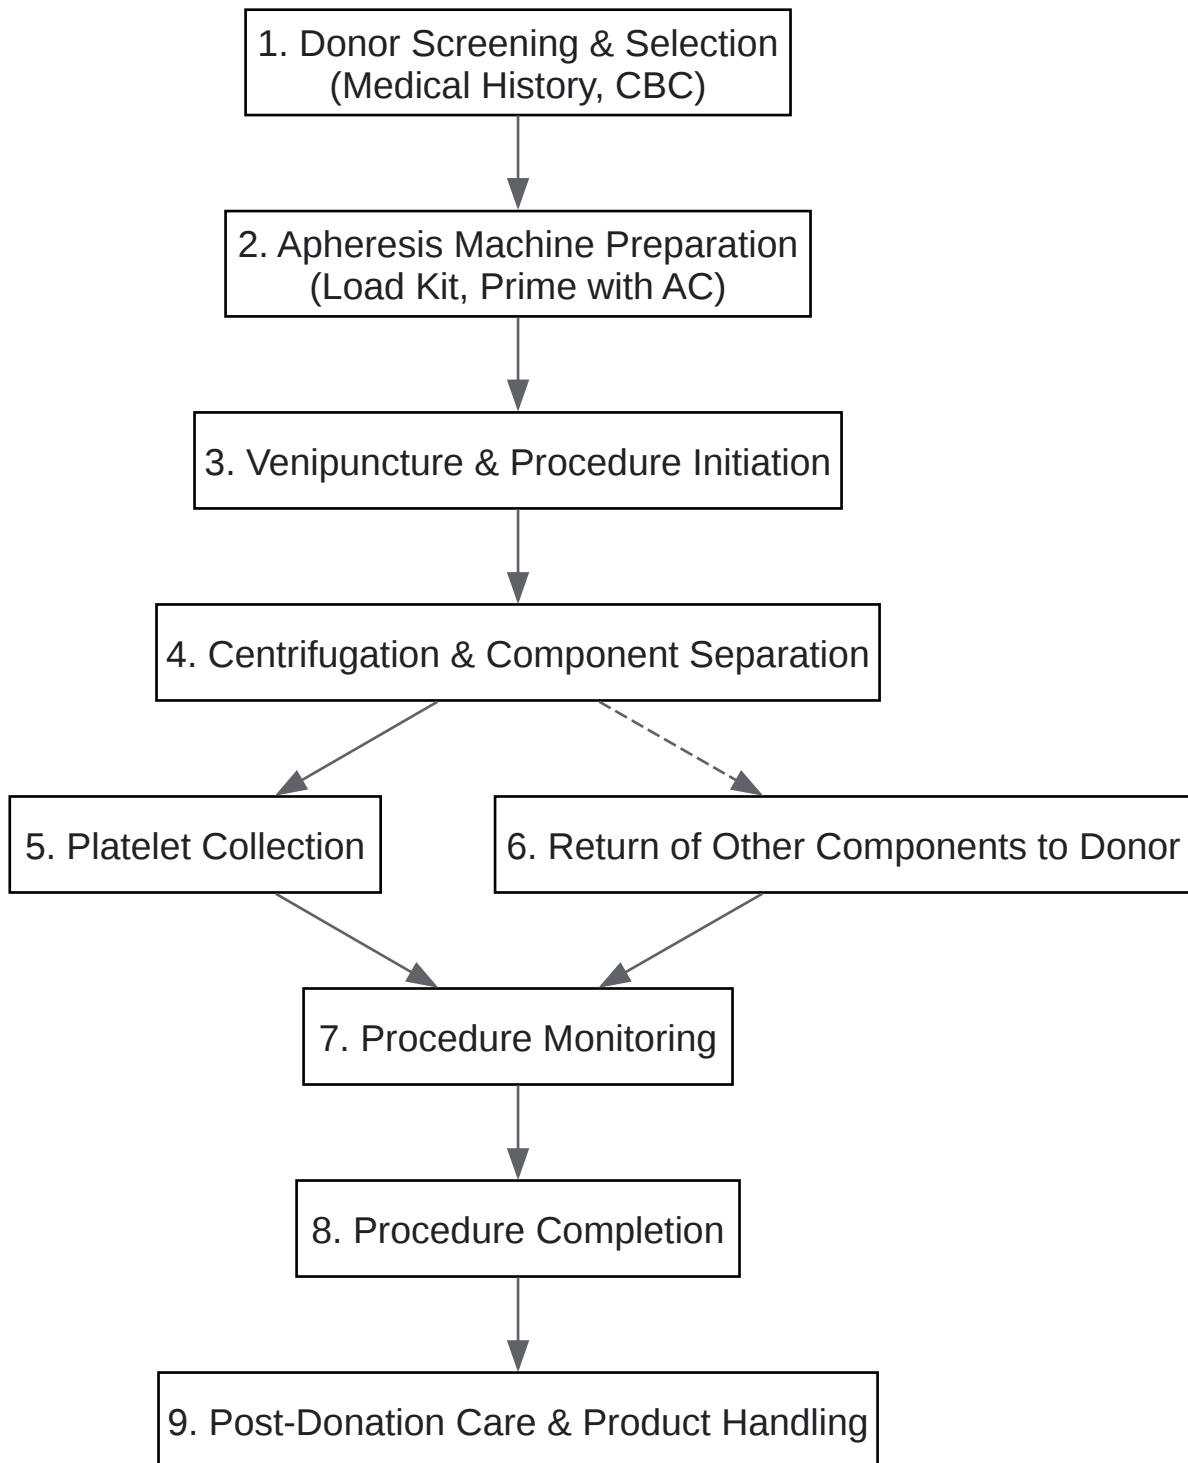 1. Donor Screening & Selection
(Medical History, CBC)
2. Apheresis Machine Preparation
(Load Kit, Prime with AC)
3. Venipuncture & Procedure Initiation
4. Centrifugation & Component Separation
5. Platelet Collection
6. Return of Other Components to Donor
7. Procedure Monitoring
8. Procedure Completion
9. Post-Donation Care & Product Handling